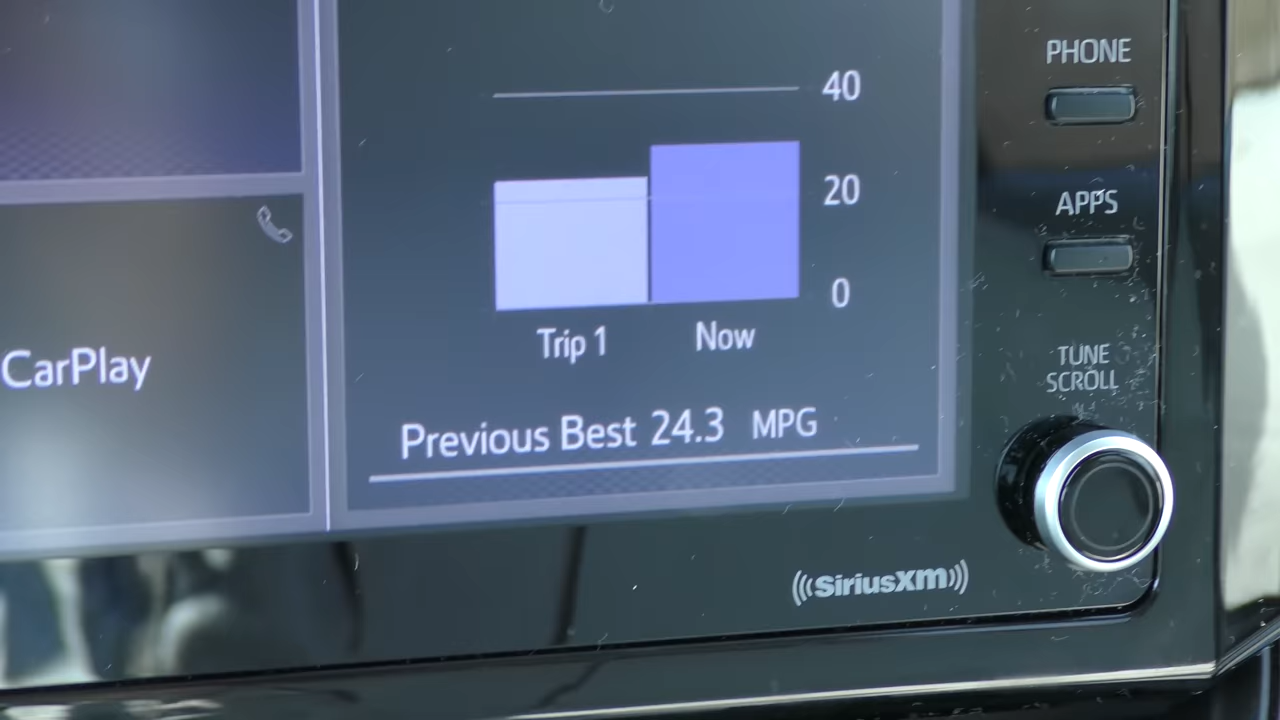 PHONE
40
20
APPS
0
Trip 1
Now
TUNE
SCROLL
CarPlay
Previous Best 24.3 MPG
SiriusXM